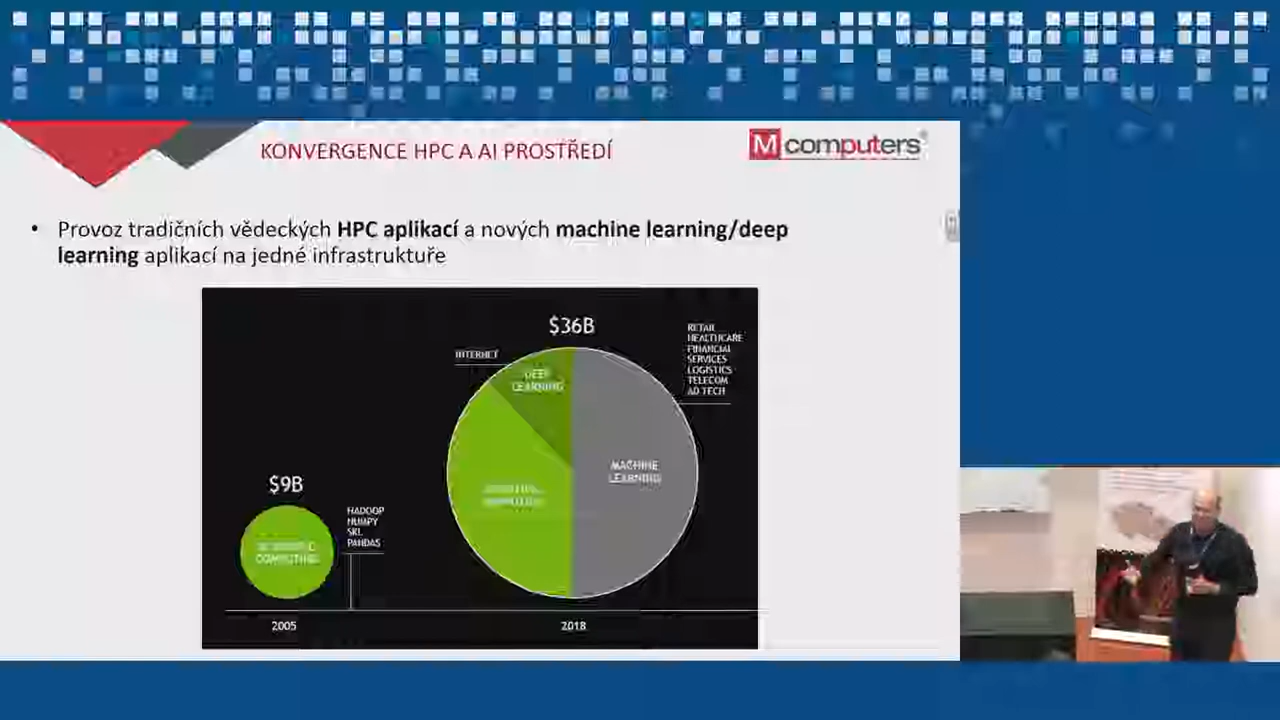 KONVERGENCE HPC A AI PROSTŘEDÍ
M computers®
• Provoz tradičních vědeckých HPC aplikací a nových machine learning/deep
learning aplikací na jedné infrastruktuře
$36B
RETAIL
HEALTHCARE
FINANCIAL
SERVICES
LOGISTICS
TELECOM
AD TECH
INTERNET
DEEP
LEARNING
MACHINE
LEARNING
$9B
HADOOP
NUMPY
SKL
PANDAS
COMPUTING
2005
2018